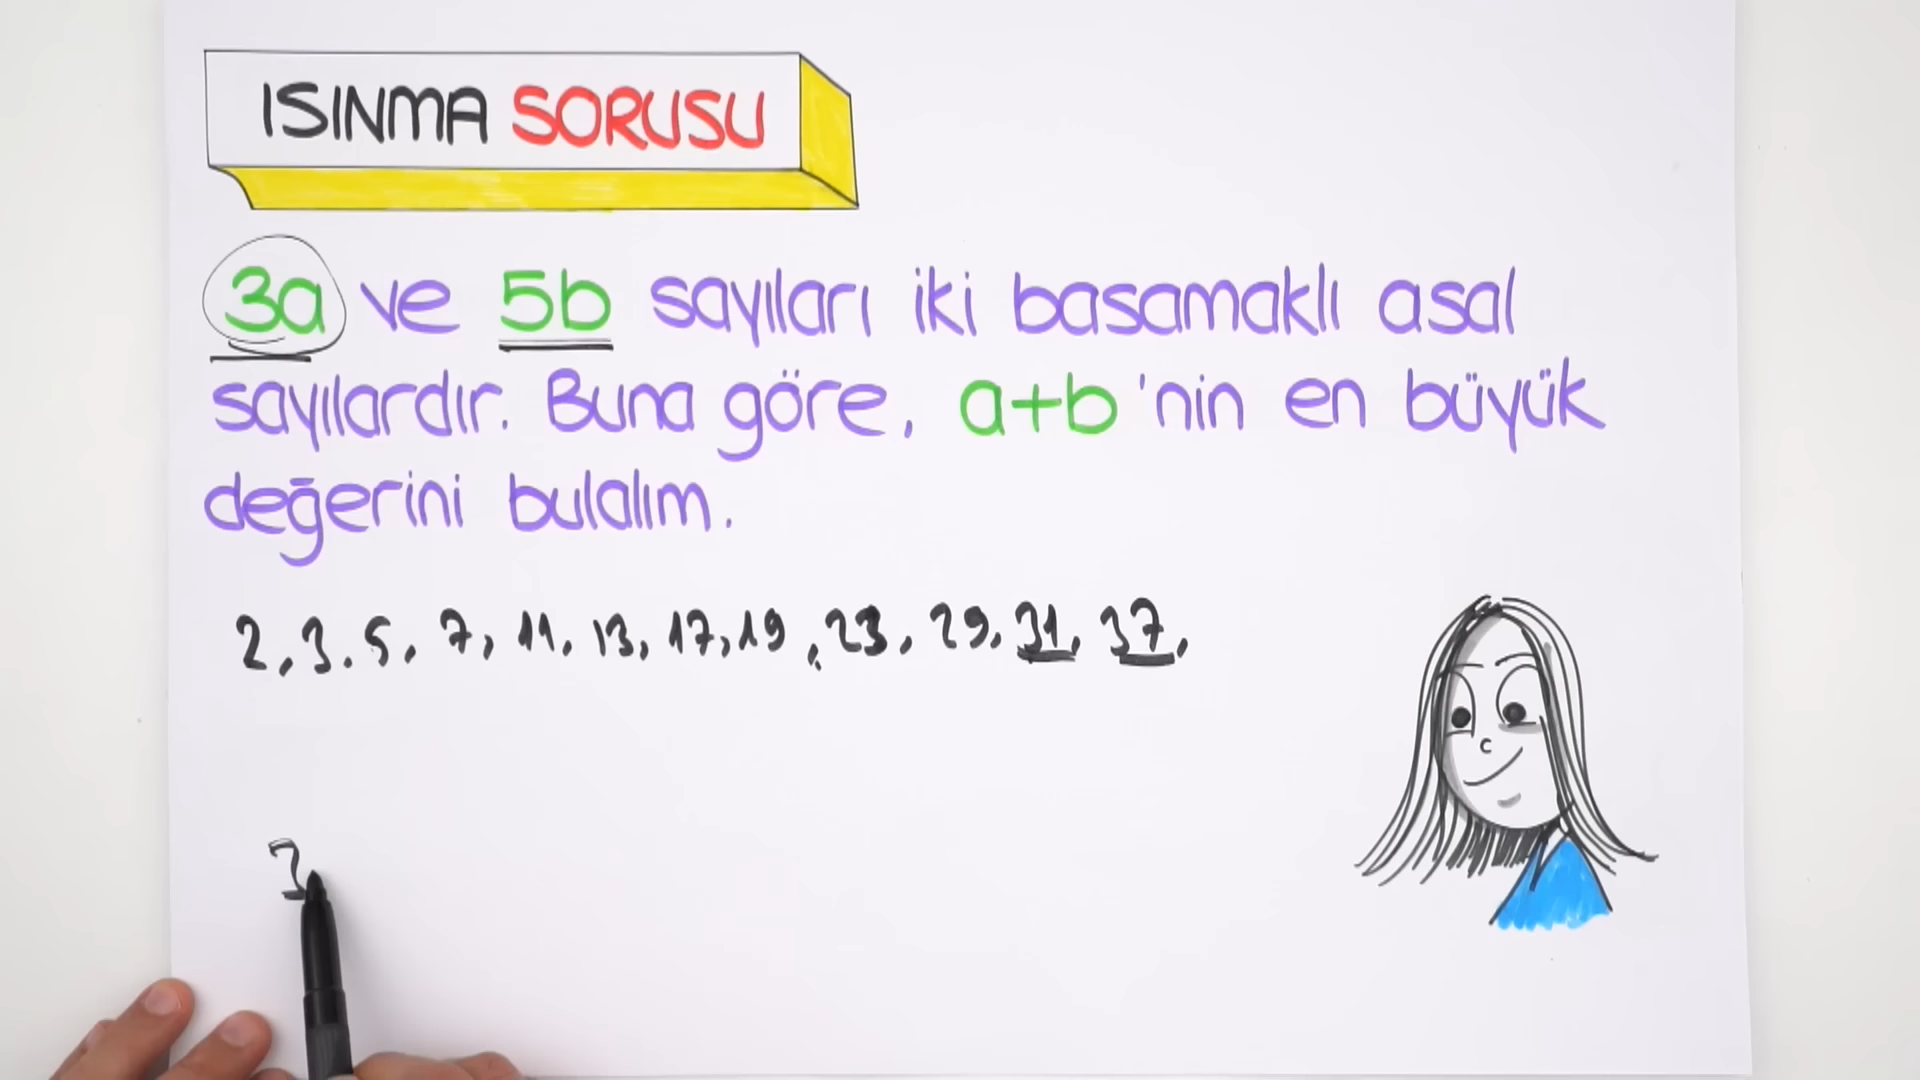 ISINMA SORUSU
3a ve 5b sayıları iki basamaklı asal
sayılardır. Buna göre, a+b 'nin en büyük
değerini bulalım.
2, 3, 5, 7, 11, 13, 17, 19, 23, 29, 31, 37,
3